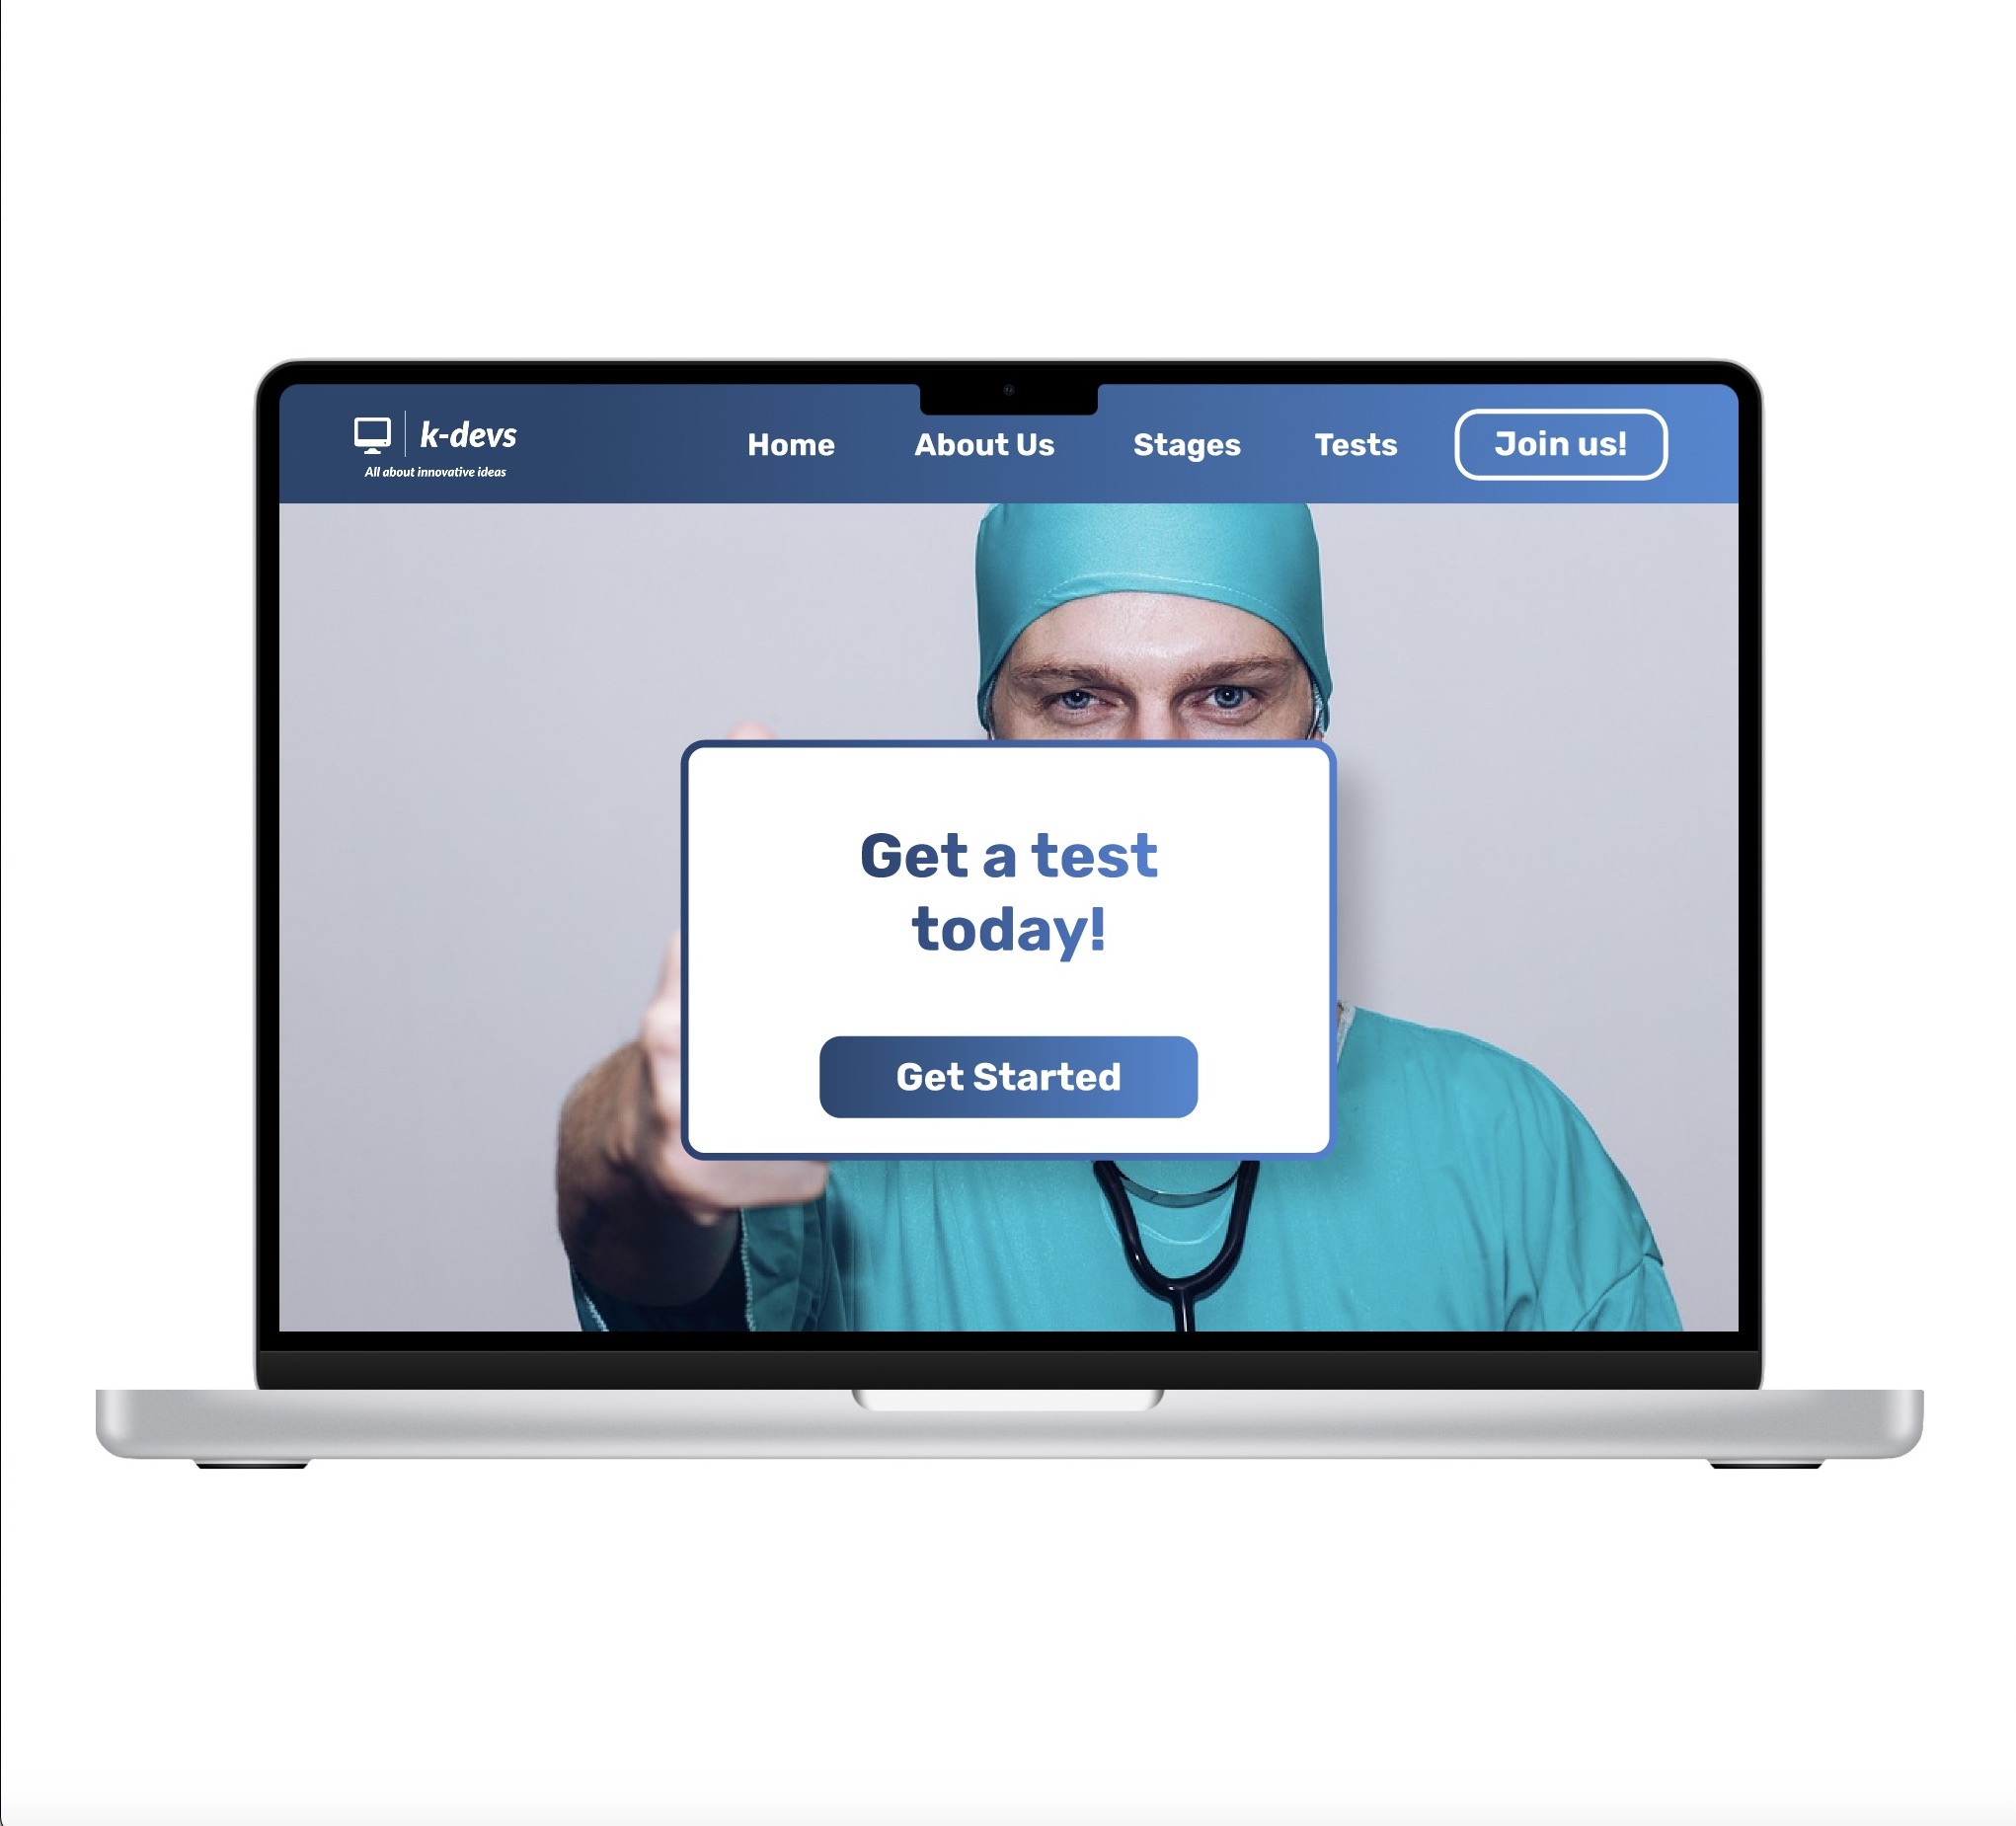 k-devs
All about innovative ideas
Home About Us Stages Tests Join us!
Get a test
today!
Get Started